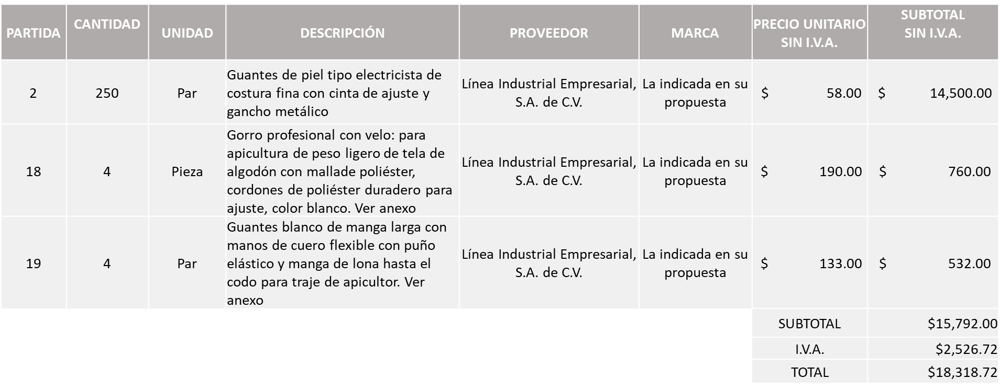 PARTIDA
CANTIDAD
UNIDAD
DESCRIPCIÓN
PROVEEDOR
MARCA
PRECIO UNITARIO
SIN I.V.A.
SUBTOTAL
SIN I.V.A.
2
250
Par
Guantes de piel tipo electricista de
costura fina con cinta de ajuste y
gancho metálico
Línea Industrial Empresarial,
S.A. de C.V.
La indicada en su
propuesta
$ 58.00
$ 14,500.00
18
4
Pieza
Gorro profesional con velo: para
apicultura de peso ligero de tela de
algodón con mallade poliéster,
cordones de poliéster duradero para
ajuste, color blanco. Ver anexo
Línea Industrial Empresarial,
S.A. de C.V.
La indicada en su
propuesta
$ 190.00
$ 760.00
19
4
Par
Guantes blanco de manga larga con
manos de cuero flexible con puño
elástico y manga de lona hasta el
codo para traje de apicultor. Ver
anexo
Línea Industrial Empresarial,
S.A. de C.V.
La indicada en su
propuesta
$ 133.00
$ 532.00
SUBTOTAL
$15,792.00
I.V.A.
$2,526.72
TOTAL
$18,318.72